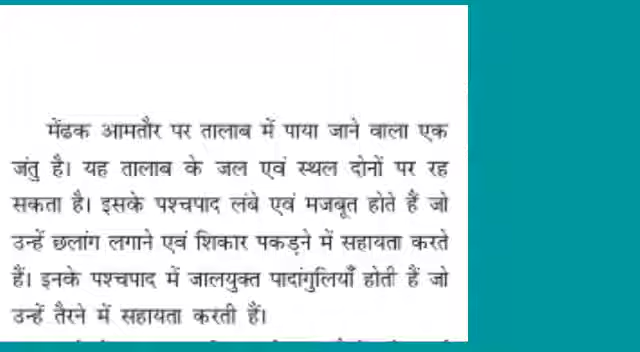 मेंढक आमतौर पर तालाब में पाया जाने वाला एक
जंतु है। यह तालाब के जल एवं स्थल दोनों पर रह
सकता है। इसके पश्चपाद लंबे एवं मजबूत होते हैं जो
उन्हें छलांग लगाने एवं शिकार पकड़ने में सहायता करते
हैं। इनके पश्चपाद में जालयुक्त पादांगुलियाँ होती हैं जो
उन्हें तैरने में सहायता करती हैं।